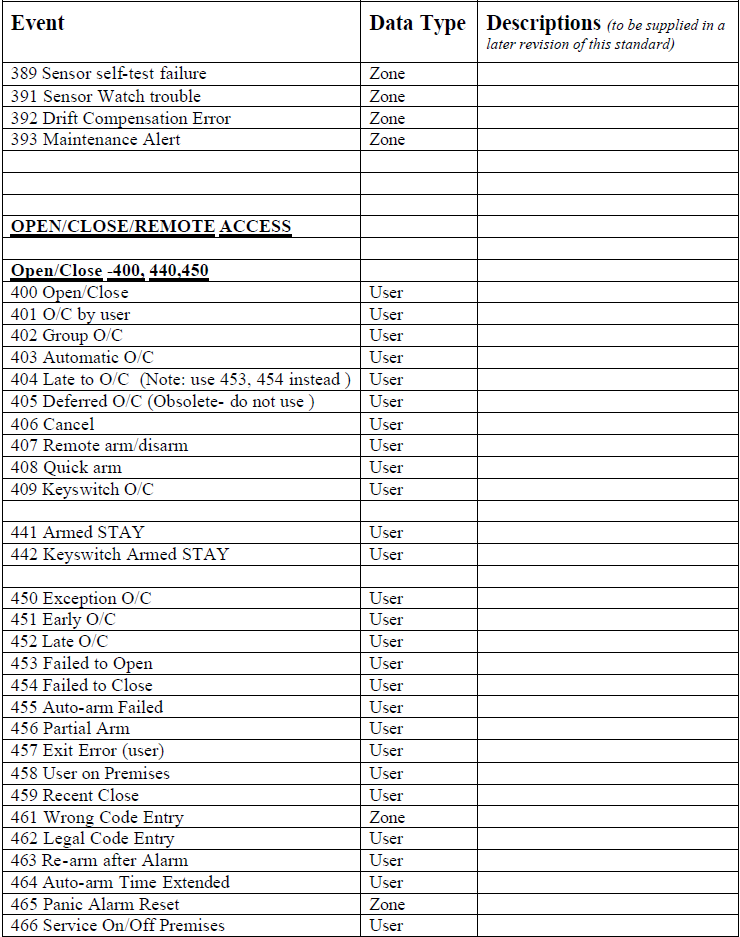 Event Data Type Descriptions (to be supplied in a
later revision of this standard)
389 Sensor self-test failure Zone
391 Sensor Watch trouble Zone
392 Drift Compensation Error Zone
393 Maintenance Alert Zone
OPEN/CLOSE/REMOTE ACCESS
Open/Close -400, 440,450
400 Open/Close User
401 O/C by user User
402 Group O/C User
403 Automatic O/C User
404 Late to O/C (Note: use 453, 454 instead ) User
405 Deferred O/C (Obsolete- do not use ) User
406 Cancel User
407 Remote arm/disarm User
408 Quick arm User
409 Keyswitch O/C User
441 Armed STAY User
442 Keyswitch Armed STAY User
450 Exception O/C User
451 Early O/C User
452 Late O/C User
453 Failed to Open User
454 Failed to Close User
455 Auto-arm Failed User
456 Partial Arm User
457 Exit Error (user) User
458 User on Premises User
459 Recent Close User
461 Wrong Code Entry Zone
462 Legal Code Entry User
463 Re-arm after Alarm User
464 Auto-arm Time Extended User
465 Panic Alarm Reset Zone
466 Service On/Off Premises User